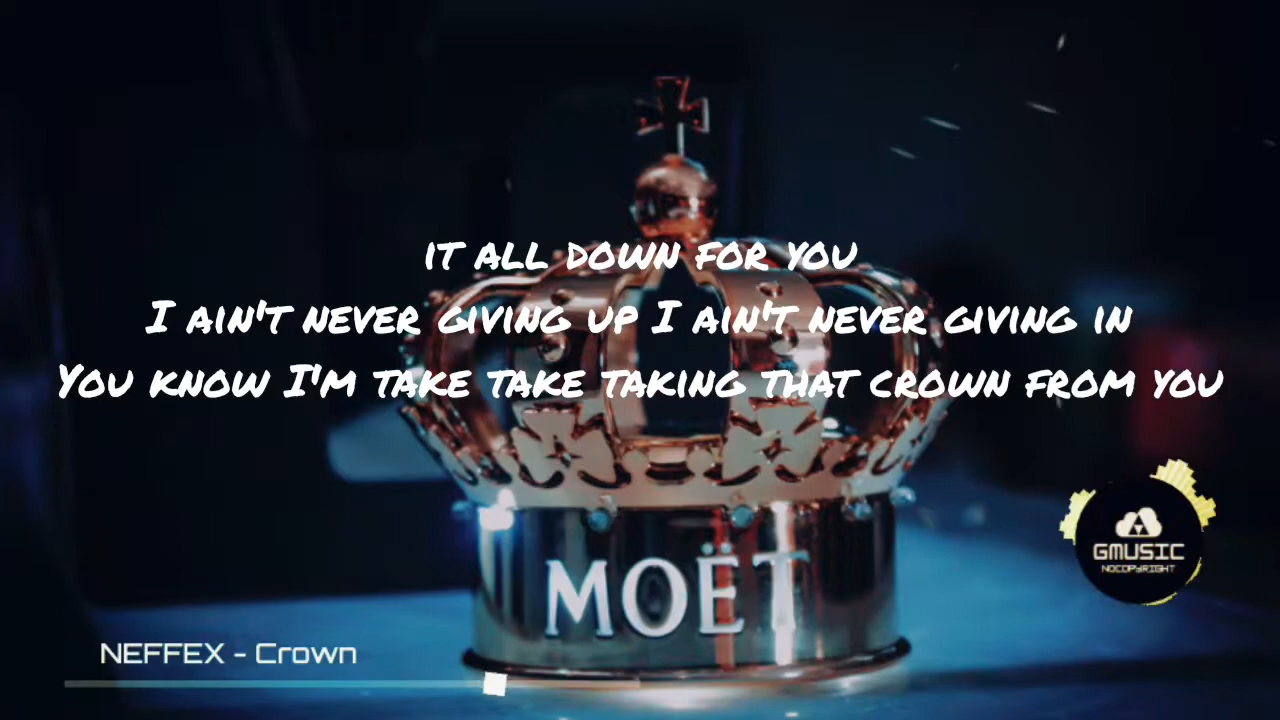 it all down for you
I ain't never giving up I ain't never giving in
You know I'm take take taking that crown from you
MOËT
GMUSIC
NOCOPYRIGHT
NEFFEX - Crown